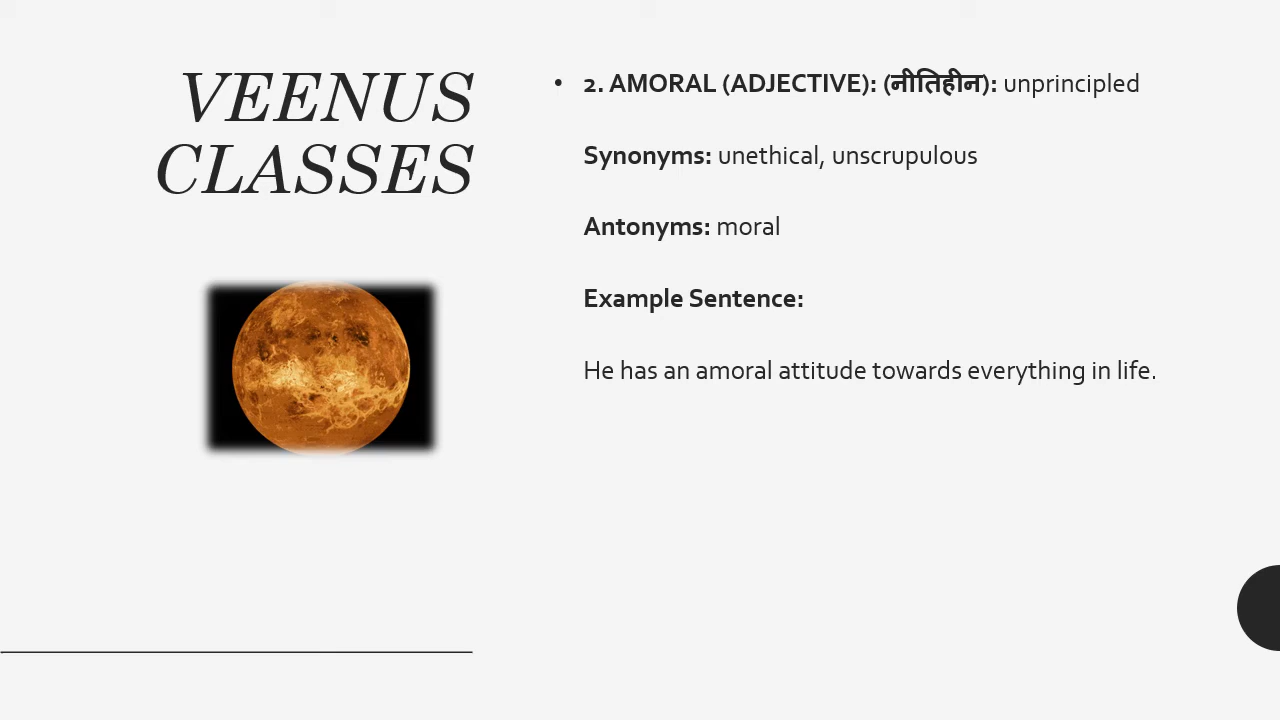 VEENUS
CLASSES
• 2. AMORAL (ADJECTIVE): (नीतिहीन): unprincipled
Synonyms: unethical, unscrupulous
Antonyms: moral
Example Sentence:
He has an amoral attitude towards everything in life.